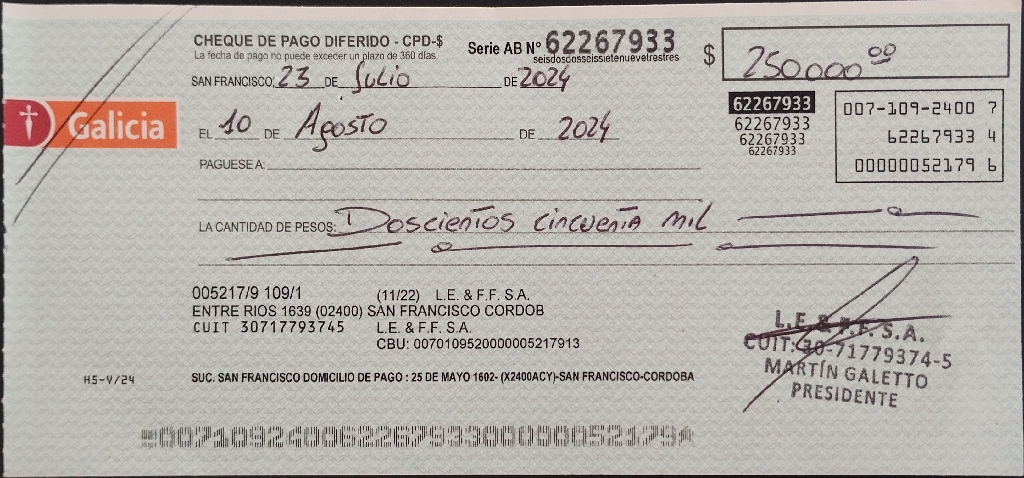 CHEQUE DE PAGO DIFERIDO - CPD-$
La fecha de pago no puede exceder un plazo de 360 días
Serie AB Nº 62267933
seisdosdosseissietenuevetrestres
$ 250000 00
SAN FRANCISCO, 23 DE Julio DE 2024
Galicia
EL 10 DE Agosto DE 2024
62267933
62267933
62267933
62267933
007-109-2400 7
62267933 4
00000052179 6
PAGUESE A:
LA CANTIDAD DE PESOS: Doscientos cincuenta mil
005217/9 109/1 (11/22) L.E. & F.F. S.A.
ENTRE RIOS 1639 (02400) SAN FRANCISCO CORDOB
CUIT 30717793745 L.E. & F.F. S.A.
CBU: 0070109520000005217913
L.E & F.F. S.A.
CUIT: 30-71779374-5
MARTÍN GALETTO
PRESIDENTE
HS-V/24
SUC. SAN FRANCISCO DOMICILIO DE PAGO : 25 DE MAYO 1602- (X2400ACY)-SAN FRANCISCO-CORDOBA
00710924006226793300000052179